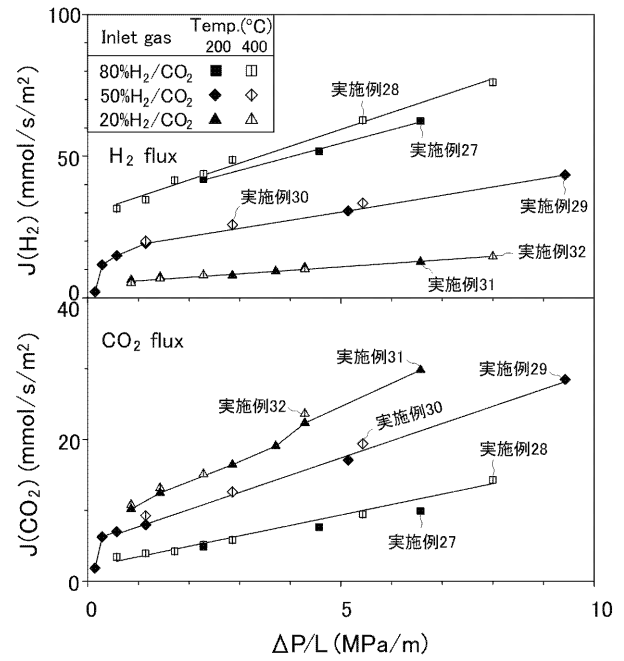 100
Inlet gas Temp.(°C)
200 400
80%H₂/CO₂
50%H₂/CO₂
20%H₂/CO₂
H₂ flux
実施例28
実施例27
実施例30
実施例29
実施例32
実施例31
50
0
J(H₂) (mmol/s/m²)
40
CO₂ flux
実施例31
実施例29
実施例32
実施例30
実施例28
実施例27
20
0
J(CO₂) (mmol/s/m²)
0 5 10
ΔP/L (MPa/m)